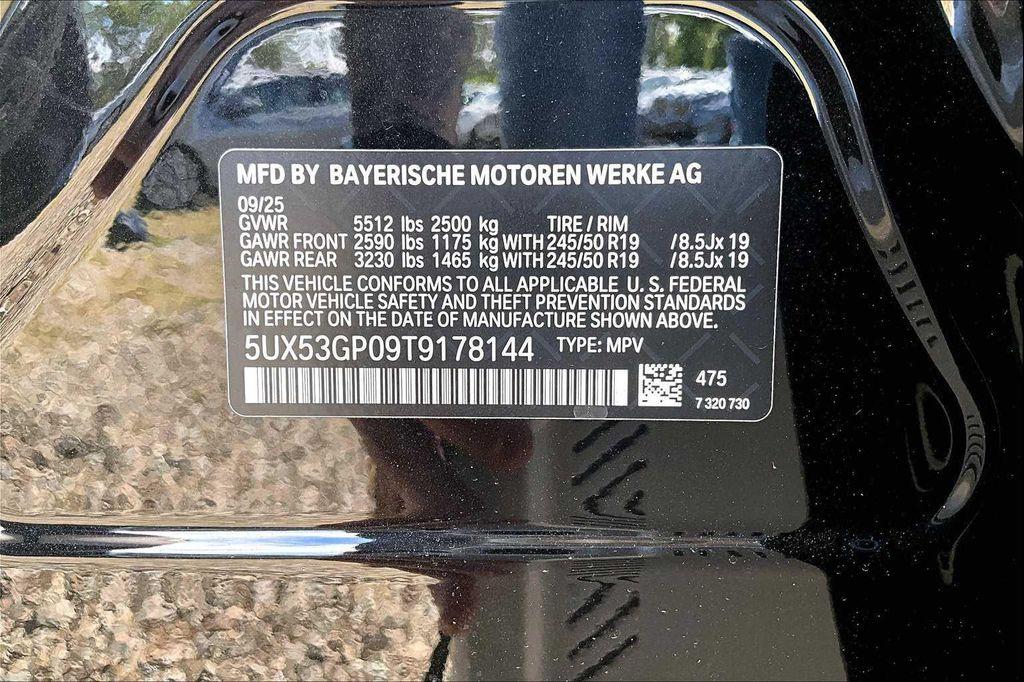 MFD BY BAYERISCHE MOTOREN WERKE AG
09/25
GVWR 5512 lbs 2500 kg TIRE / RIM
GAWR FRONT 2590 lbs 1175 kg WITH 245/50 R19 /8.5Jx 19
GAWR REAR 3230 lbs 1465 kg WITH 245/50 R19 /8.5Jx 19
THIS VEHICLE CONFORMS TO ALL APPLICABLE U. S. FEDERAL
MOTOR VEHICLE SAFETY AND THEFT PREVENTION STANDARDS
IN EFFECT ON THE DATE OF MANUFACTURE SHOWN ABOVE.
5UX53GP09T9178144 TYPE: MPV
475
7 320 730